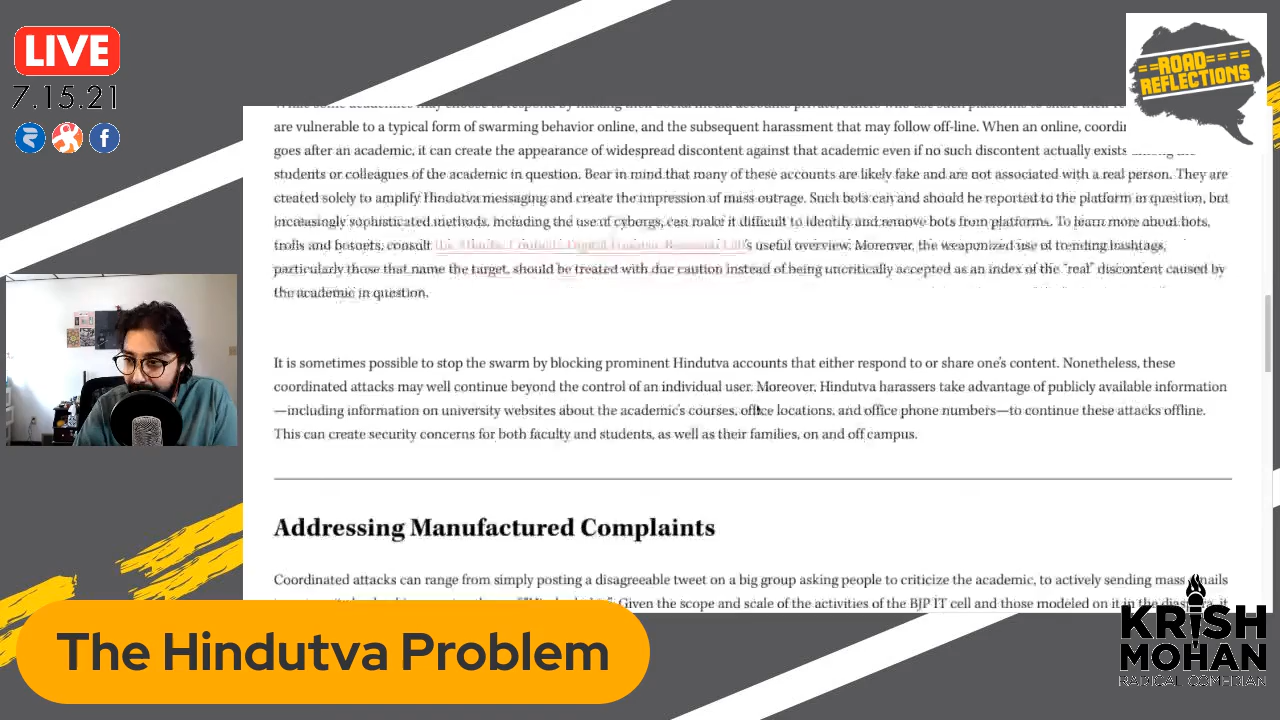 LIVE
7.15.21
==ROAD====
REFLECTIONS
are vulnerable to a typical form of swarming behavior online, and the subsequent harassment that may follow off-line. When an online,
goes after an academic, it can create the appearance of widespread discontent against that academic even if no such discontent actually exists
students or colleagues of the academic in question. Bear in mind that many of these accounts are likely fake and are not associated with a real person. They are
created solely to amplify Hindutva messaging and create the impression of mass outrage. Such bots can and should be reported to the platform in question, but
increasingly sophisticated methods, including the use of cyborgs, can make it difficult to identify and remove bots from platforms. To learn more about bots,
trolls and botnets, consult useful overview. Moreover, the weaponized use of trending hashtags,
particularly those that name the target, should be treated with due caution instead of being uncritically accepted as an index of the "real" discontent caused by
the academic in question.
It is sometimes possible to stop the swarm by blocking prominent Hindutva accounts that either respond to or share one's content. Nonetheless, these
coordinated attacks may well continue beyond the control of an individual user. Moreover, Hindutva harassers take advantage of publicly available information
—including information on university websites about the academic's courses, office locations, and office phone numbers—to continue these attacks offline.
This can create security concerns for both faculty and students, as well as their families, on and off campus.
Addressing Manufactured Complaints
Coordinated attacks can range from simply posting a disagreeable tweet on a big group asking people to criticize the academic, to actively sending mass
Given the scope and scale of the activities of the BJP IT cell and those modeled on it in the
The Hindutva Problem
KRISH
MOHAN
RADICAL COMEDIAN